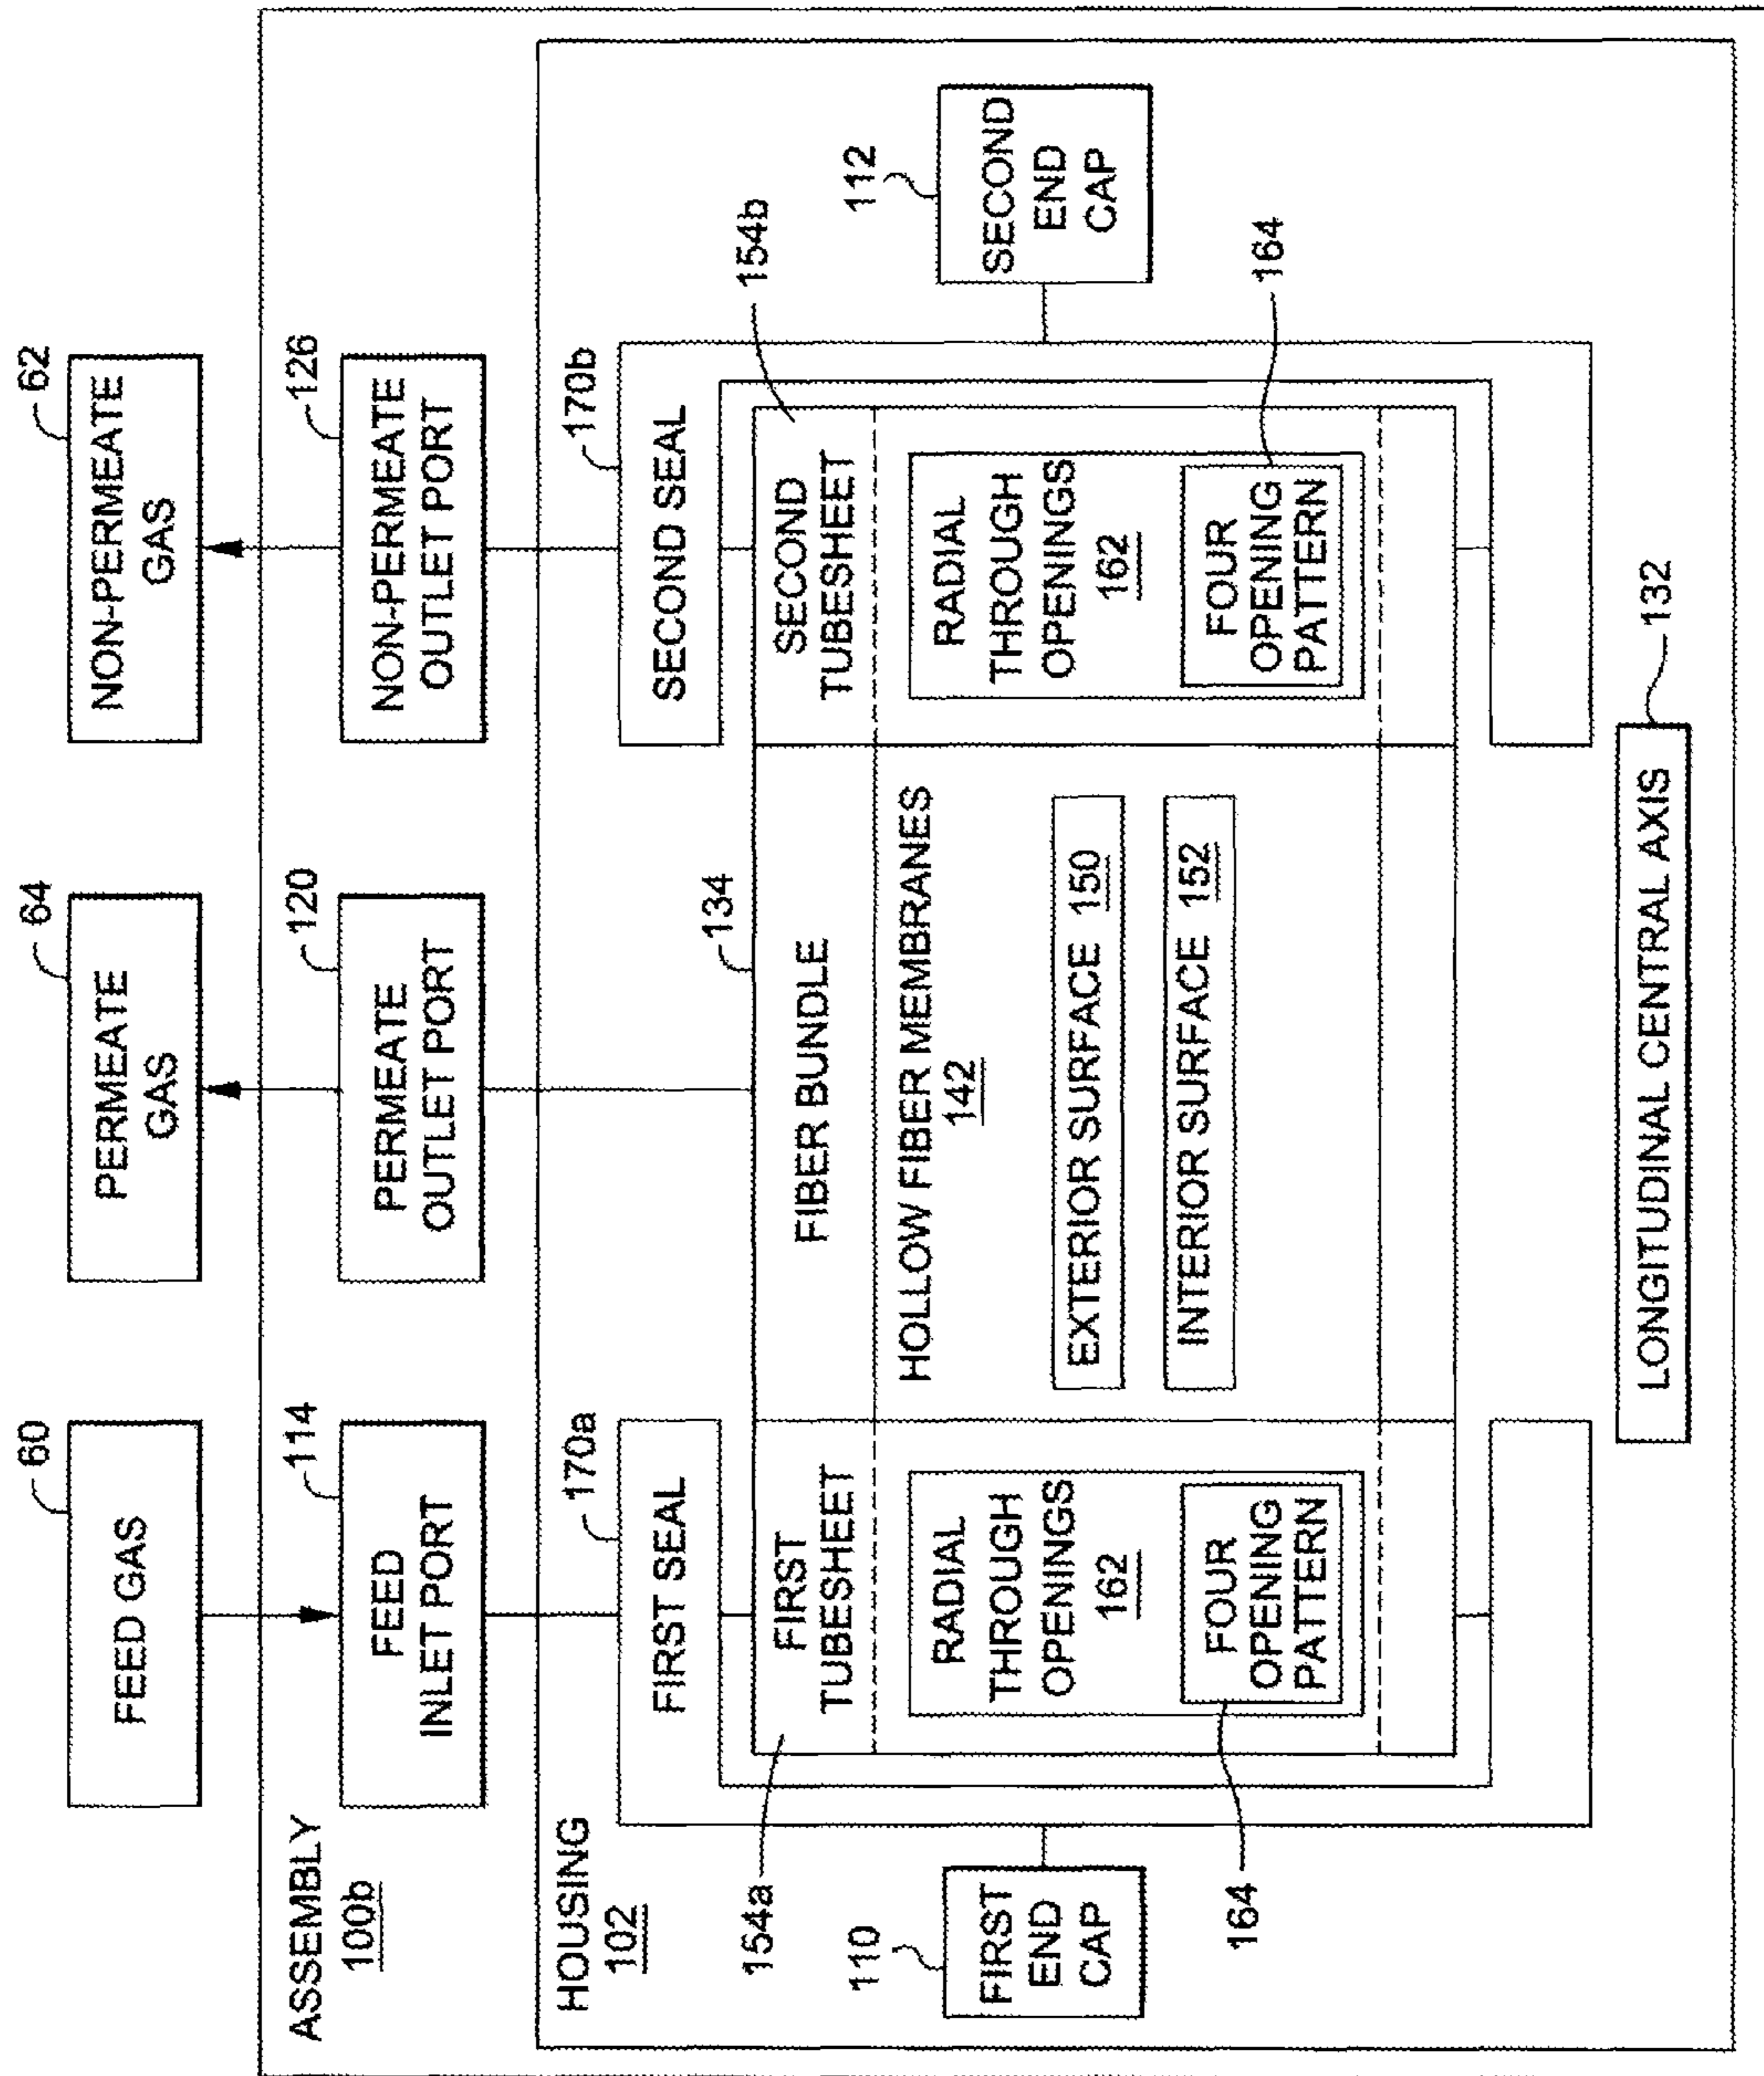 FEED GAS
60
PERMEATE
GAS
64
NON-PERMEATE
GAS
62
ASSEMBLY
100b
FEED
INLET PORT
114
PERMEATE
OUTLET PORT
120
NON-PERMEATE
OUTLET PORT
126
HOUSING
102
FIRST SEAL
170a
SECOND SEAL
170b
154a
FIRST
TUBESHEET
FIBER BUNDLE
134
SECOND
TUBESHEET
154b
110
FIRST
END
CAP
RADIAL
THROUGH
OPENINGS
162
FOUR
OPENING
PATTERN
164
HOLLOW FIBER MEMBRANES
142
EXTERIOR SURFACE 150
INTERIOR SURFACE 152
RADIAL
THROUGH
OPENINGS
162
FOUR
OPENING
PATTERN
164
112
SECOND
END
CAP
LONGITUDINAL CENTRAL AXIS
132